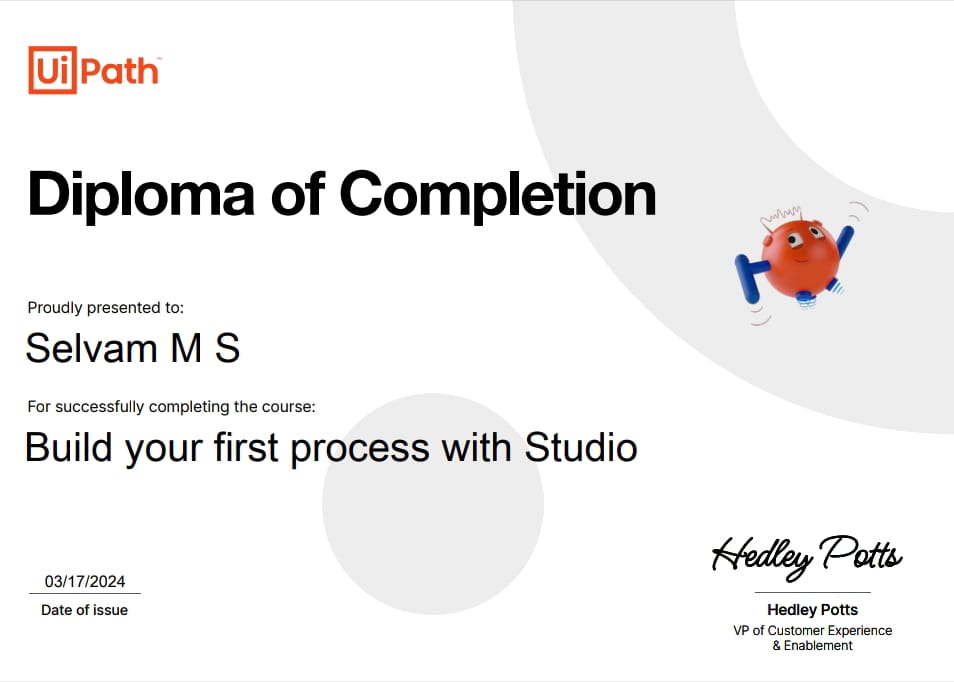 UiPath™
Diploma of Completion
Proudly presented to:
Selvam M S
For successfully completing the course:
Build your first process with Studio
03/17/2024
Date of issue
Hedley Potts
Hedley Potts
VP of Customer Experience
& Enablement